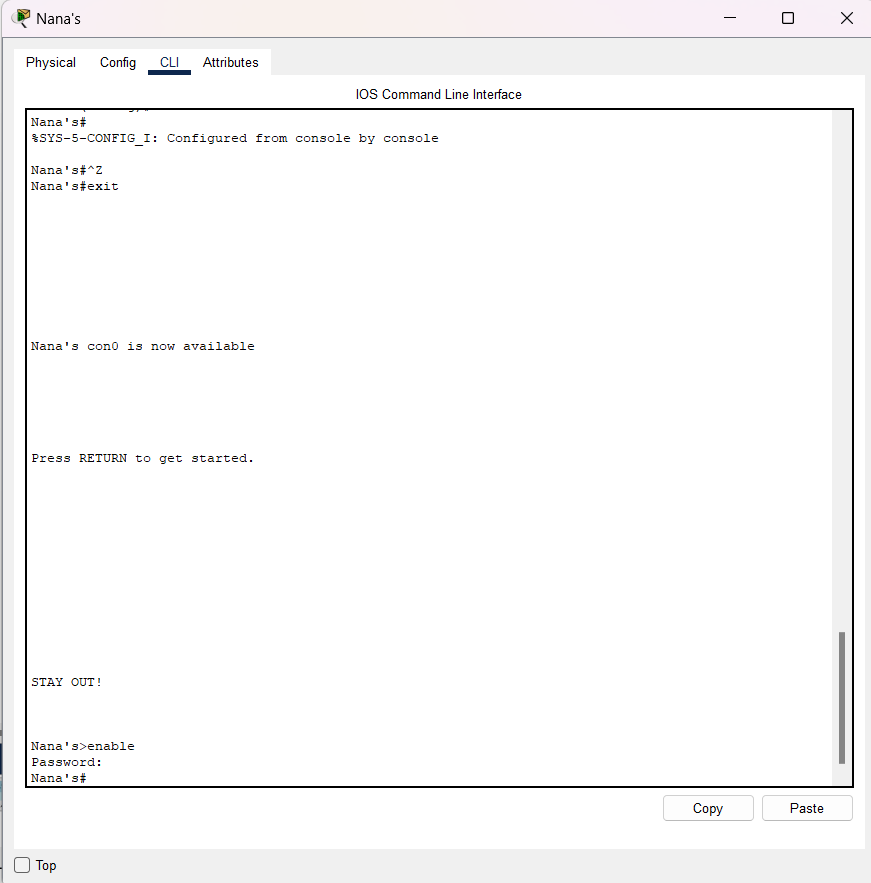 Nana's
Physical Config CLI Attributes
IOS Command Line Interface
Nana's#
%SYS-5-CONFIG_I: Configured from console by console
Nana's#^Z
Nana's#exit
Nana's con0 is now available
Press RETURN to get started.
STAY OUT!
Nana's>enable
Password:
Nana's#
Copy Paste
Top